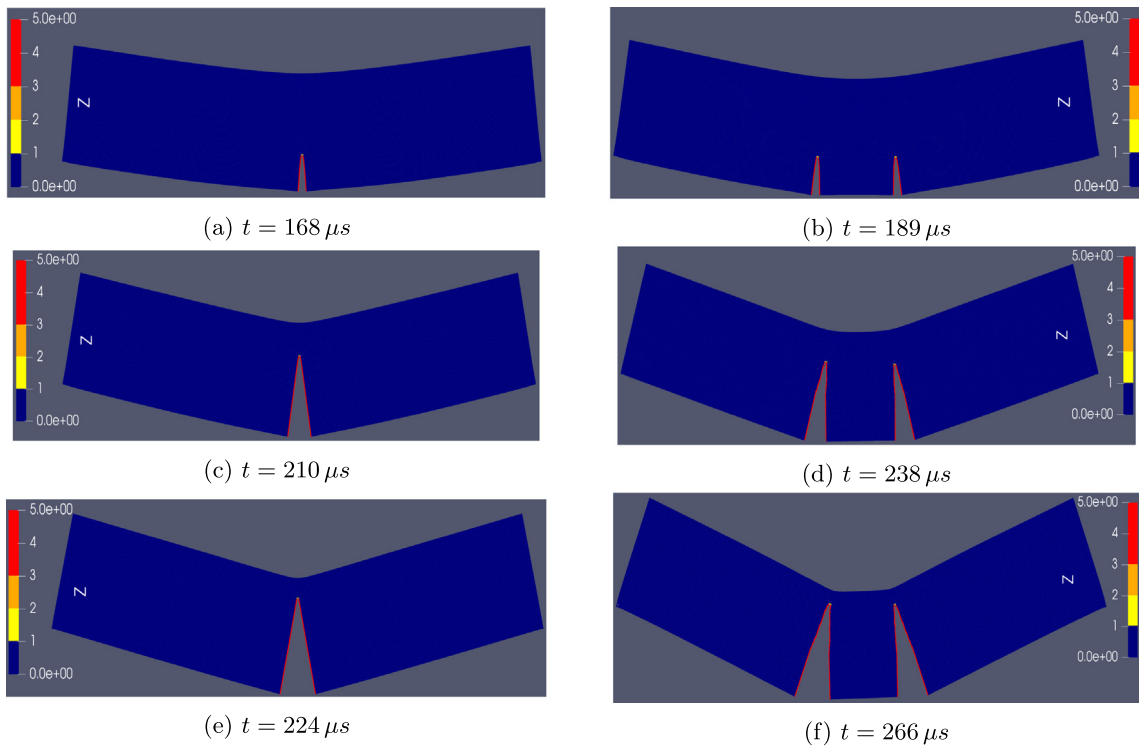 5.0e+00
4
3
2
1
0.0e+00
Z
(a) t = 168 μs
5.0e+00
4
3
2
1
0.0e+00
Z
(b) t = 189 μs
5.0e+00
4
3
2
1
0.0e+00
Z
(c) t = 210 μs
5.0e+00
4
3
2
1
0.0e+00
Z
(d) t = 238 μs
5.0e+00
4
3
2
1
0.0e+00
Z
(e) t = 224 μs
5.0e+00
4
3
2
1
0.0e+00
Z
(f) t = 266 μs